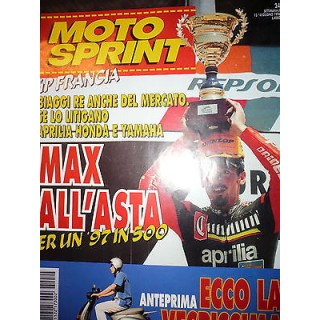 MOTO
SPRINT
GP FRANCIA
BIAGGI RE ANCHE DEL MERCATO
SE LO LITIGANO
APRILIA-HONDA E YAMAHA
REPSOL
MAX
ALL'ASTA
PER UN '97 IN 500
aprilia
ANTEPRIMA
ECCO LA